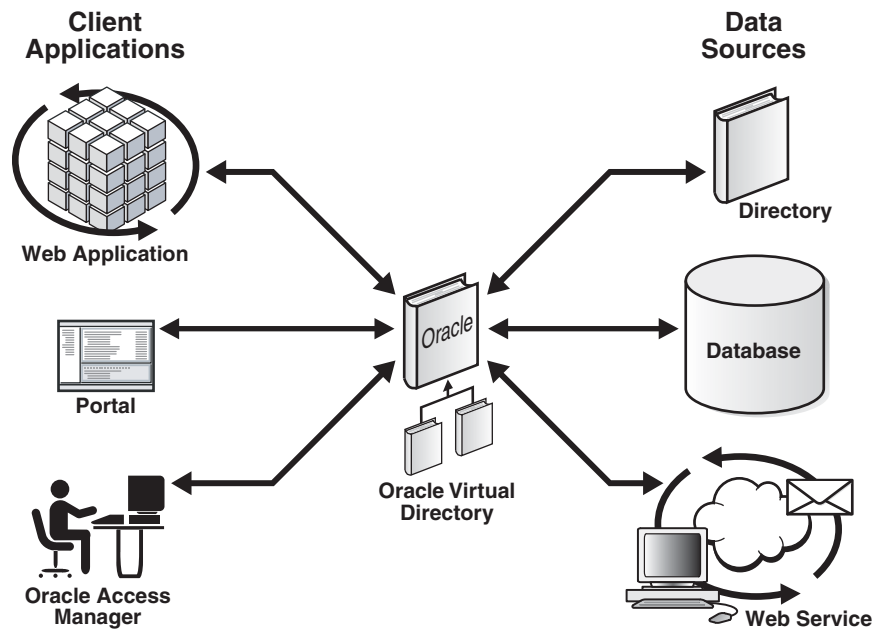 Client
Applications
Data
Sources
Web Application
Directory
Portal
Oracle
Database
Oracle Virtual
Directory
Oracle Access
Manager
Web Service